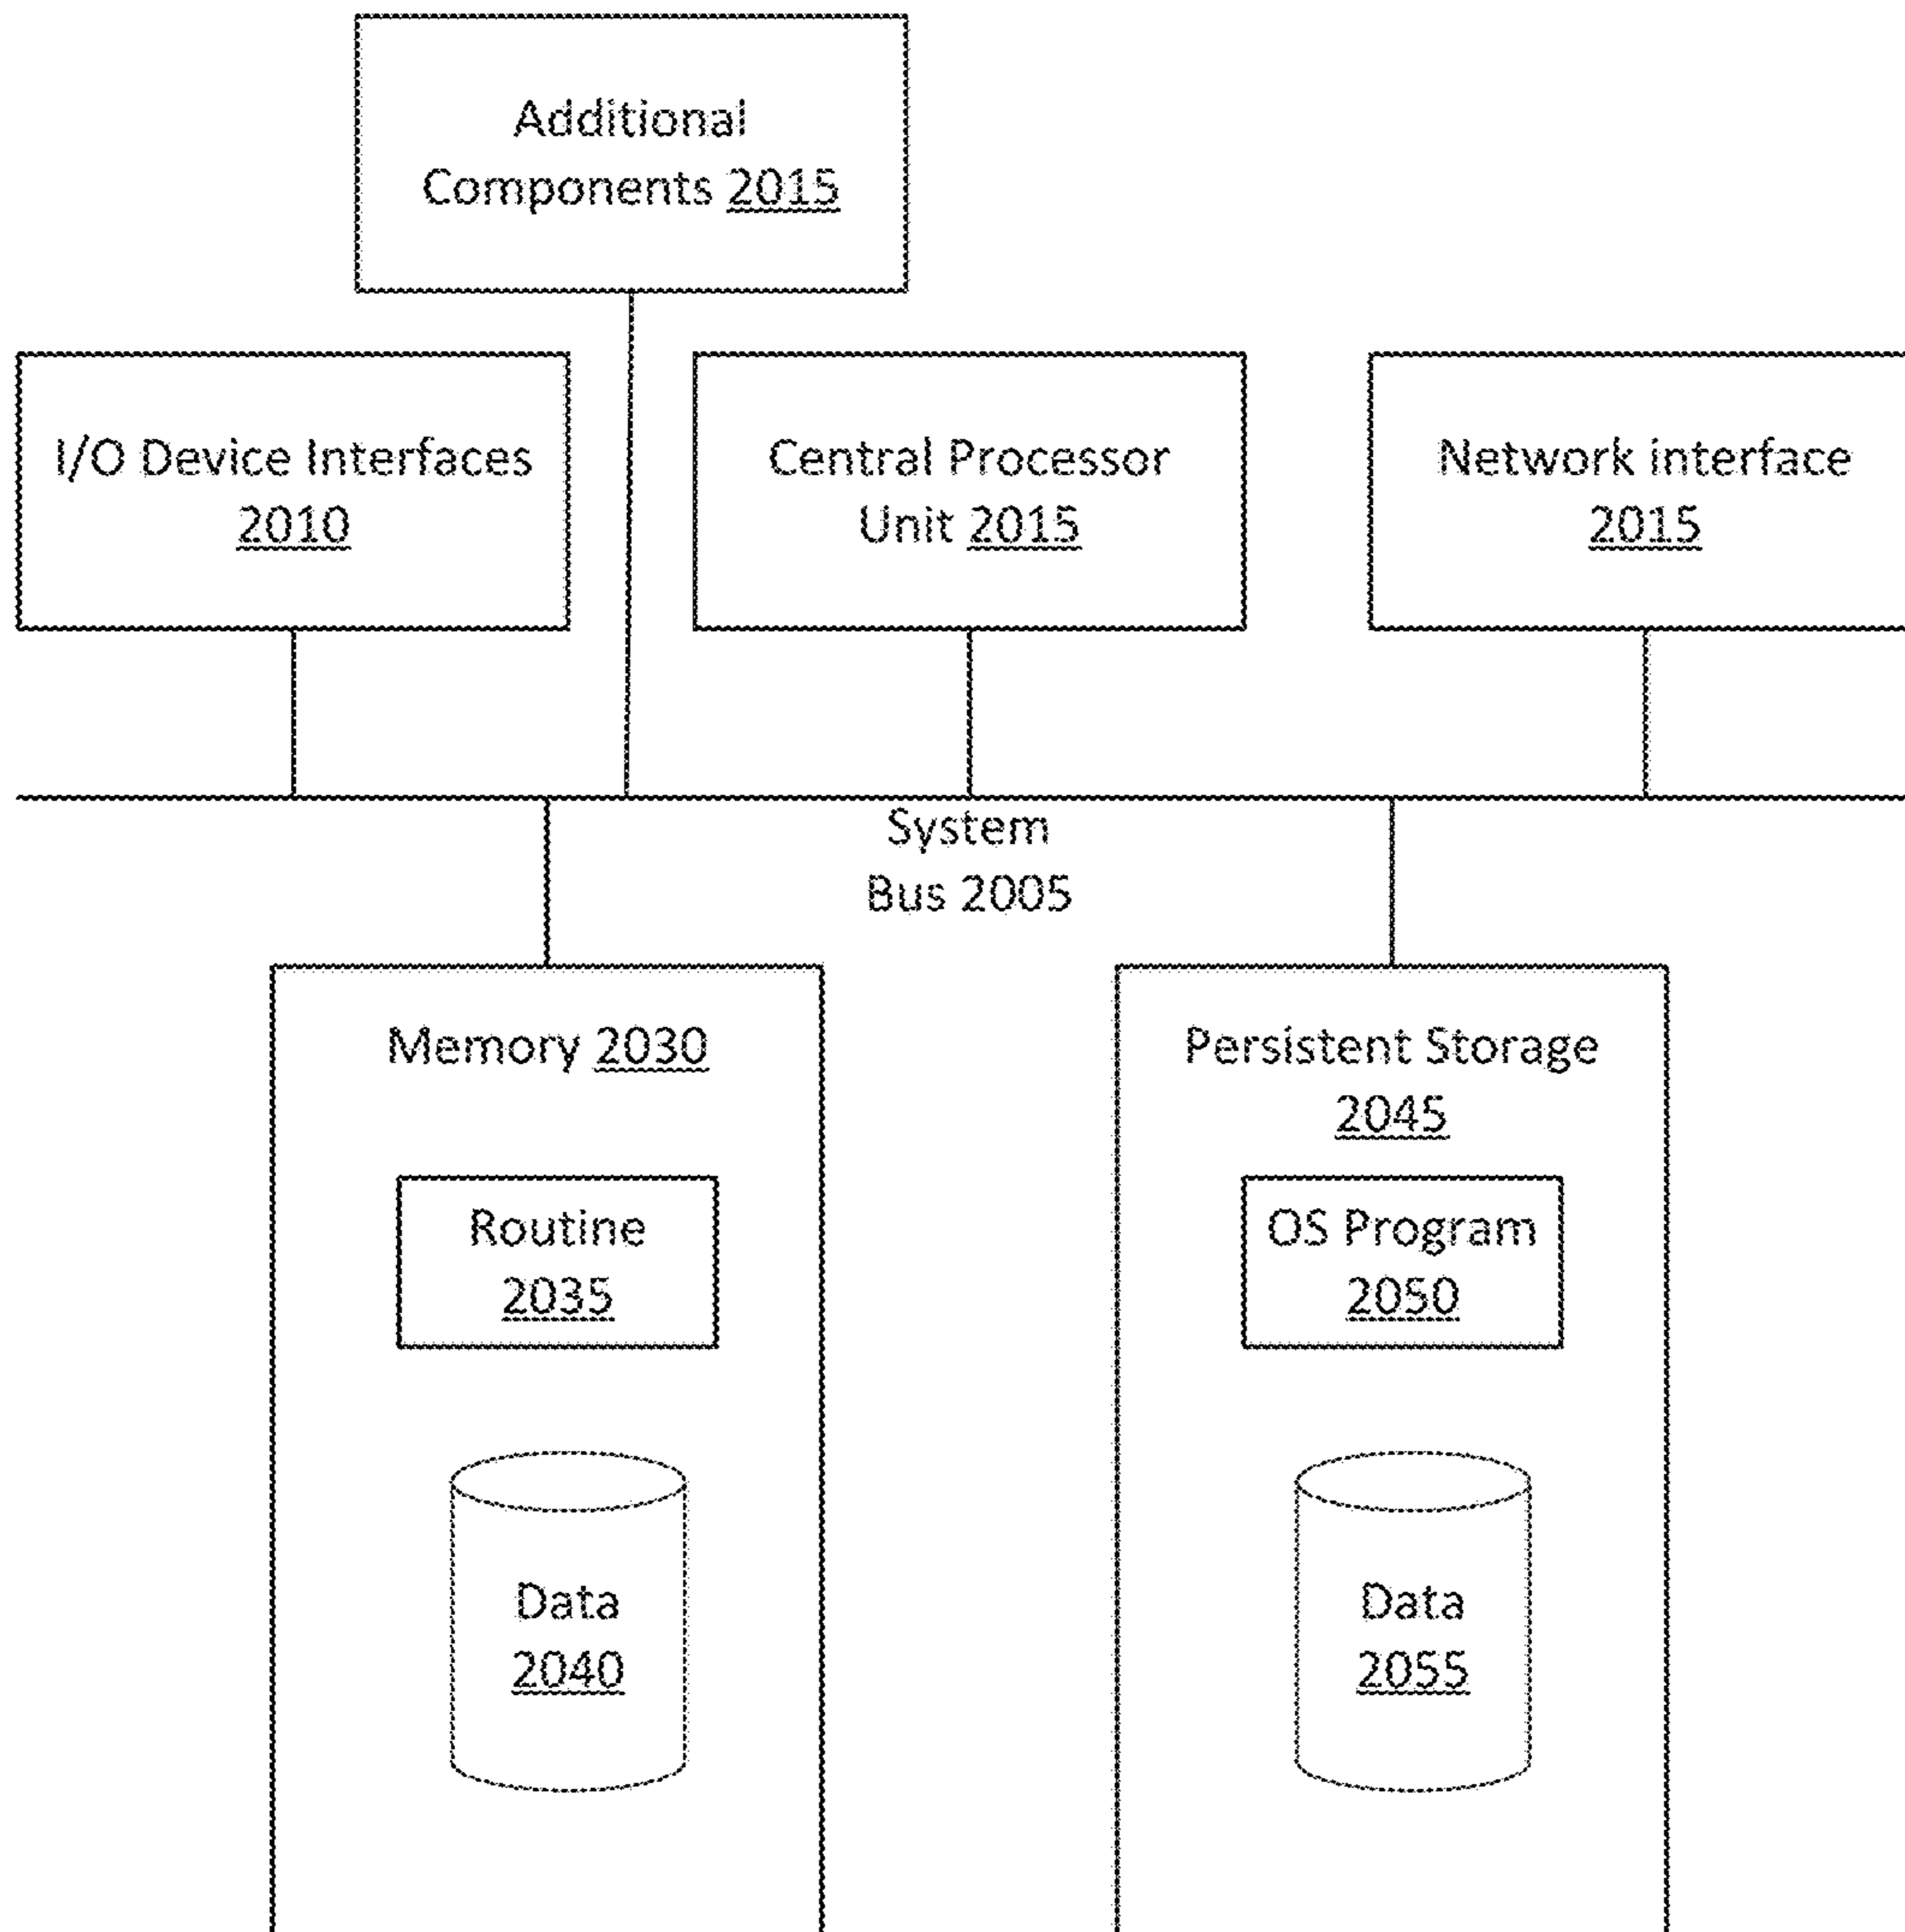 Additional
Components 2015
I/O Device Interfaces
2010
Central Processor
Unit 2015
Network interface
2015
System
Bus 2005
Memory 2030
Routine
2035
Data
2040
Persistent Storage
2045
OS Program
2050
Data
2055